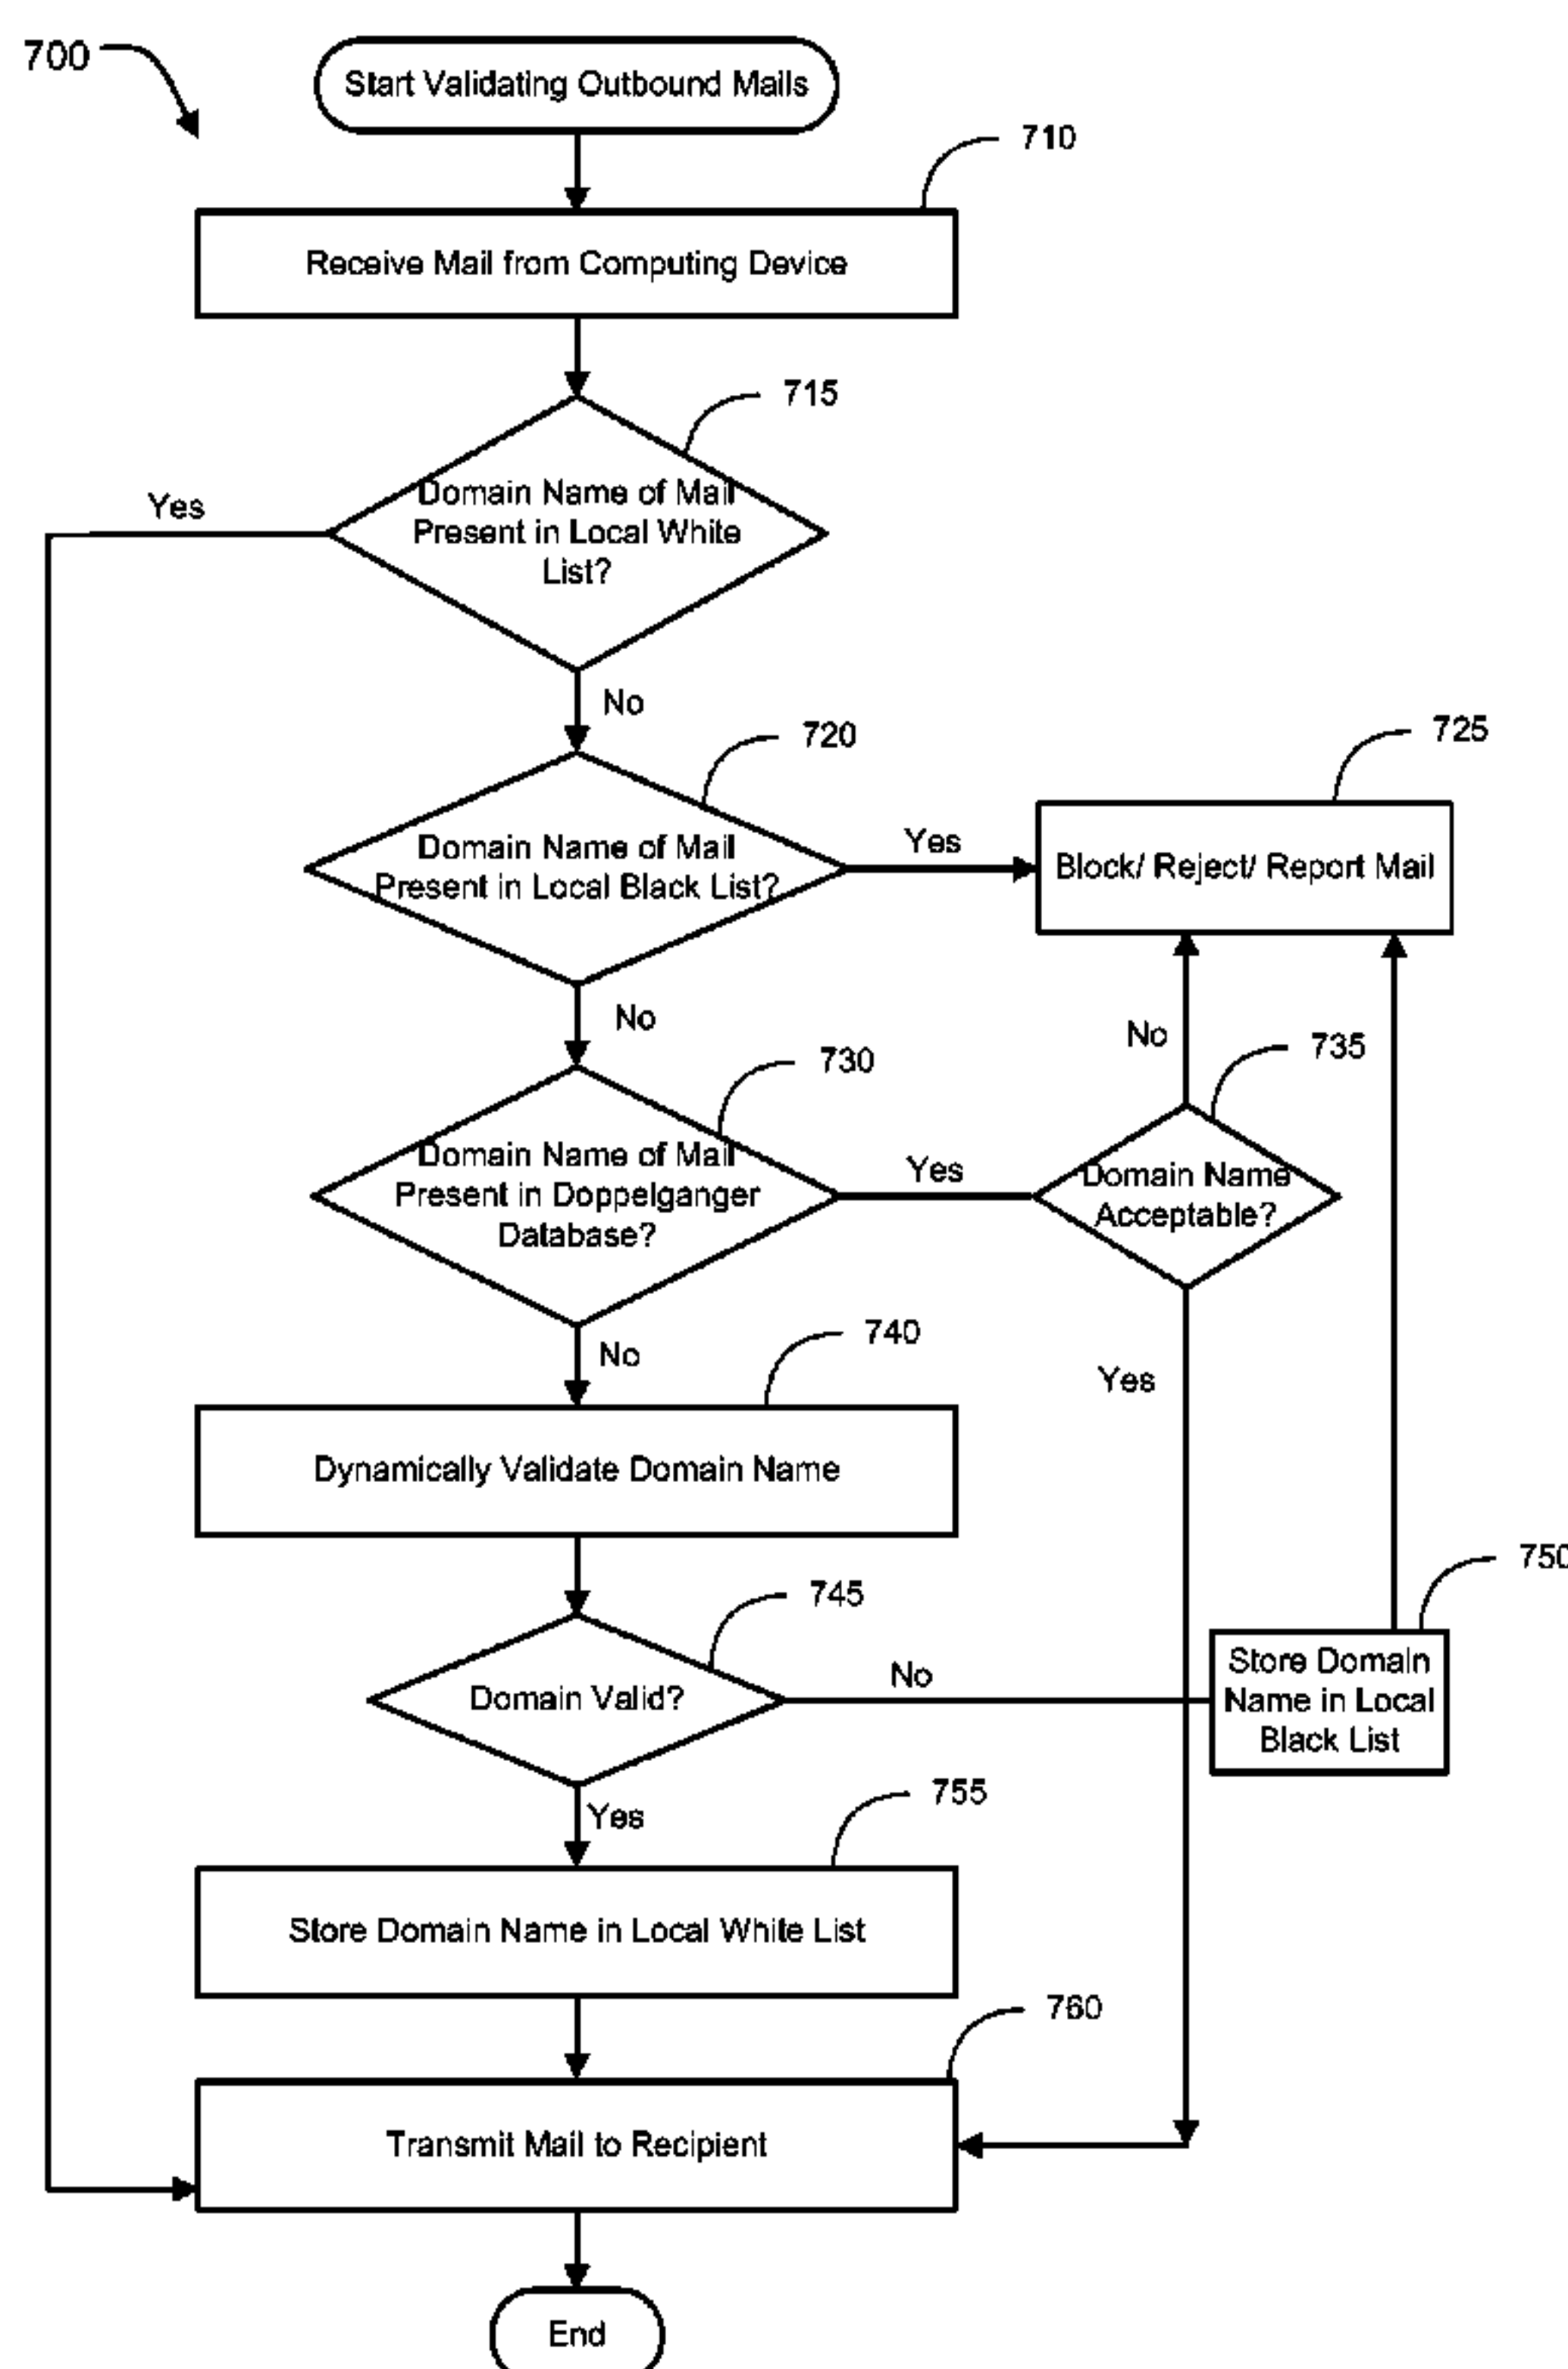 700
Start Validating Outbound Mails
710
Receive Mail from Computing Device
715
Domain Name of Mail
Present in Local White
List?
Yes
No
720
725
Domain Name of Mail
Present in Local Black List?
Yes
Block/ Reject/ Report Mail
No
730
No
735
Domain Name of Mail
Present in Doppelganger
Database?
Yes
Domain Name
Acceptable?
No
740
Yes
Dynamically Validate Domain Name
745
750
Domain Valid?
No
Store Domain
Name in Local
Black List
Yes
755
Store Domain Name in Local White List
760
Transmit Mail to Recipient
End